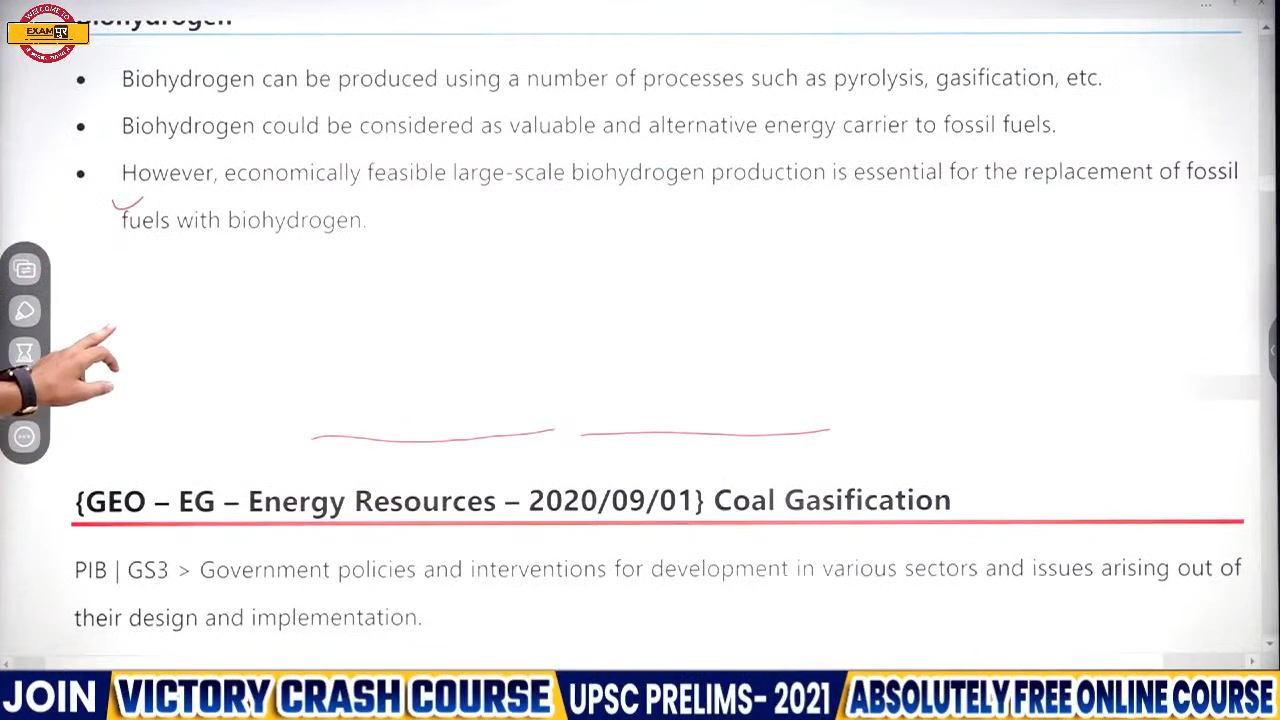 WELCOME TO
EXAMपुर
Biohydrogen
• Biohydrogen can be produced using a number of processes such as pyrolysis, gasification, etc.
• Biohydrogen could be considered as valuable and alternative energy carrier to fossil fuels.
• However, economically feasible large-scale biohydrogen production is essential for the replacement of fossil
fuels with biohydrogen.
{GEO – EG – Energy Resources – 2020/09/01} Coal Gasification
PIB | GS3 > Government policies and interventions for development in various sectors and issues arising out of
their design and implementation.
JOIN VICTORY CRASH COURSE UPSC PRELIMS- 2021 ABSOLUTELY FREE ONLINE COURSE